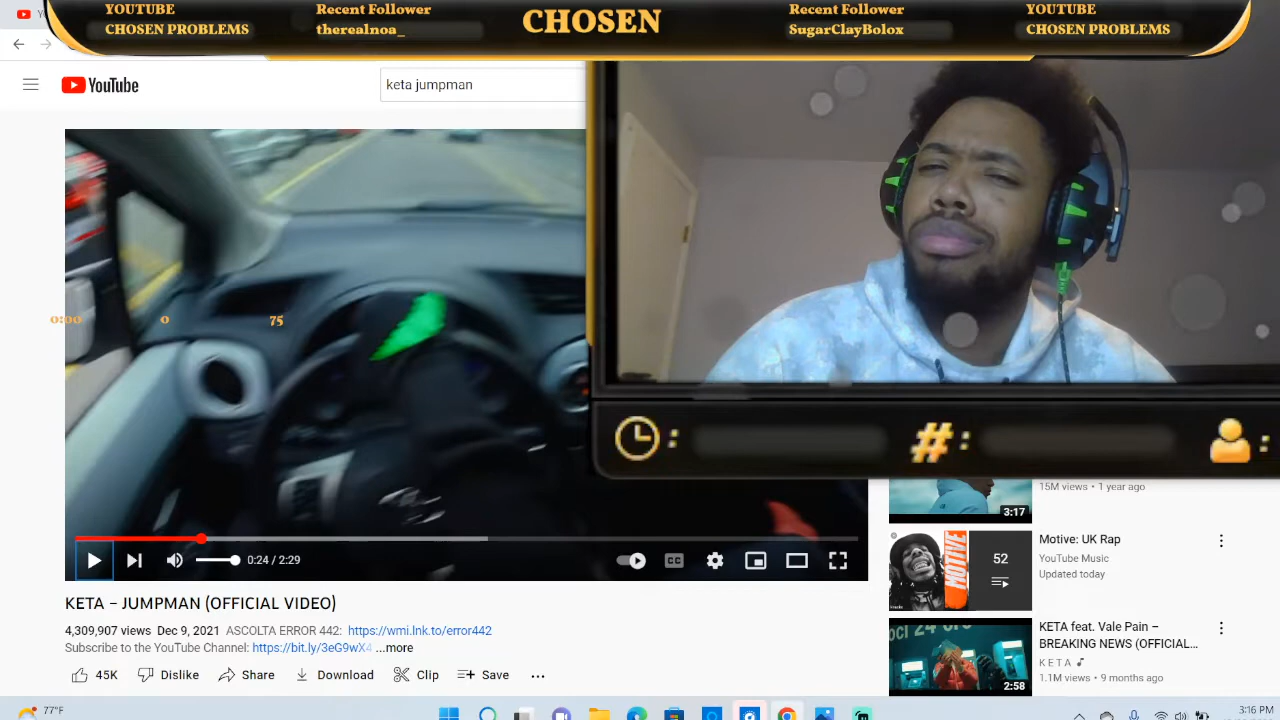 YOUTUBE
CHOSEN PROBLEMS
Recent Follower
therealnoa_
CHOSEN
Recent Follower
SugarClayBolox
YOUTUBE
CHOSEN PROBLEMS
YouTube
keta jumpman
0:00
0
75
:
#:
:
0:24 / 2:29
CC
KETA – JUMPMAN (OFFICIAL VIDEO)
4,309,907 views Dec 9, 2021 ASCOLTA ERROR 442: https://wmi.lnk.to/error442
Subscribe to the YouTube Channel: https://bit.ly/3eG9wX4 ...more
45K
Dislike
Share
Download
Clip
Save
15M views • 1 year ago
3:17
MOTIVE
52
Motive: UK Rap
YouTube Music
Updated today
KETA feat. Vale Pain –
BREAKING NEWS (OFFICIAL...
K E T A
1.1M views • 9 months ago
2:58
77°F
3:16 PM